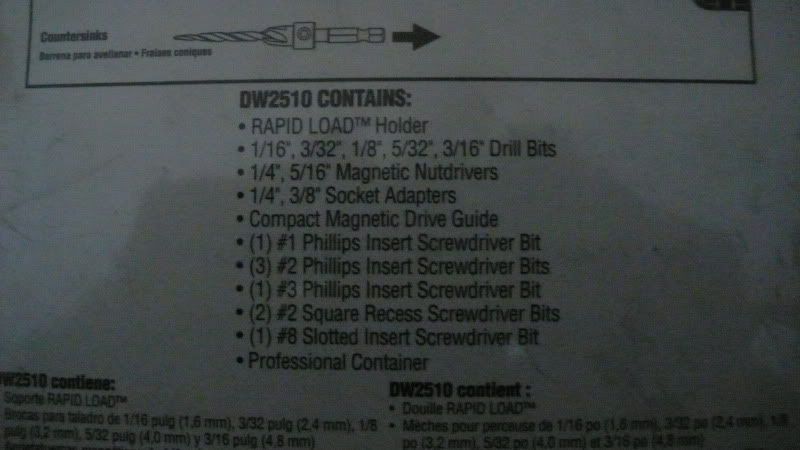 Countersinks
Barrena para avellanar • Fraises coniques
DW2510 CONTAINS:
• RAPID LOAD™ Holder
• 1/16", 3/32", 1/8", 5/32", 3/16" Drill Bits
• 1/4", 5/16" Magnetic Nutdrivers
• 1/4", 3/8" Socket Adapters
• Compact Magnetic Drive Guide
• (1) #1 Phillips Insert Screwdriver Bit
• (3) #2 Phillips Insert Screwdriver Bits
• (1) #3 Phillips Insert Screwdriver Bit
• (2) #2 Square Recess Screwdriver Bits
• (1) #8 Slotted Insert Screwdriver Bit
• Professional Container
DW2510 contiene:
Soporte RAPID LOAD™
Brocas para taladro de 1/16 pulg (1,6 mm), 3/32 pulg (2,4 mm), 1/8
pulg (3,2 mm), 5/32 pulg (4,0 mm) y 3/16 pulg (4,8 mm)
DW2510 contient :
• Douille RAPID LOAD™
• Mèches pour perceuse de 1/16 po (1,6 mm), 3/32 po (2,4 mm), 1/8
po (3,2 mm), 5/32 po (4,0 mm) et 3/16 po (4,8 mm)